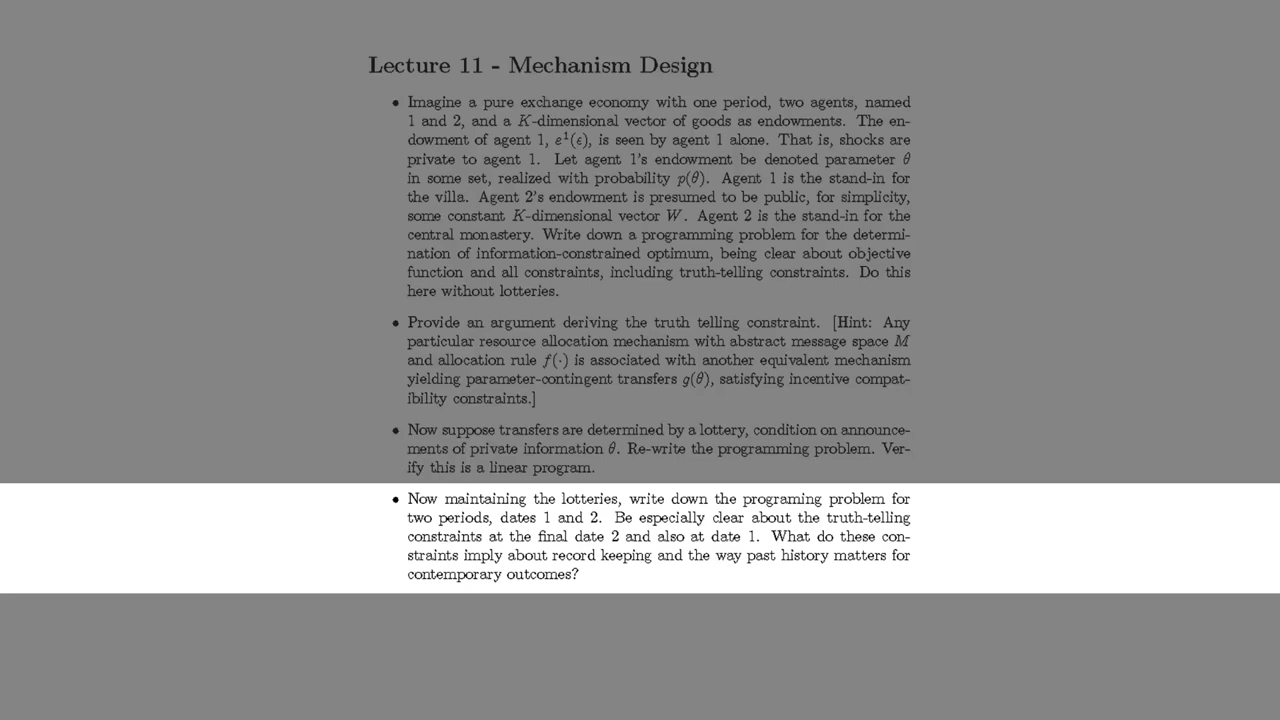 Lecture 11 - Mechanism Design
• Imagine a pure exchange economy with one period, two agents, named
1 and 2, and a K-dimensional vector of goods as endowments. The en-
dowment of agent 1, e¹(ϵ), is seen by agent 1 alone. That is, shocks are
private to agent 1. Let agent 1's endowment be denoted parameter θ
in some set, realized with probability p(θ). Agent 1 is the stand-in for
the villa. Agent 2's endowment is presumed to be public, for simplicity,
some constant K-dimensional vector W. Agent 2 is the stand-in for the
central monastery. Write down a programming problem for the determi-
nation of information-constrained optimum, being clear about objective
function and all constraints, including truth-telling constraints. Do this
here without lotteries.
• Provide an argument deriving the truth telling constraint. [Hint: Any
particular resource allocation mechanism with abstract message space M
and allocation rule f(·) is associated with another equivalent mechanism
yielding parameter-contingent transfers g(θ), satisfying incentive compat-
ibility constraints.]
• Now suppose transfers are determined by a lottery, condition on announce-
ments of private information θ. Re-write the programming problem. Ver-
ify this is a linear program.
• Now maintaining the lotteries, write down the programing problem for
two periods, dates 1 and 2. Be especially clear about the truth-telling
constraints at the final date 2 and also at date 1. What do these con-
straints imply about record keeping and the way past history matters for
contemporary outcomes?